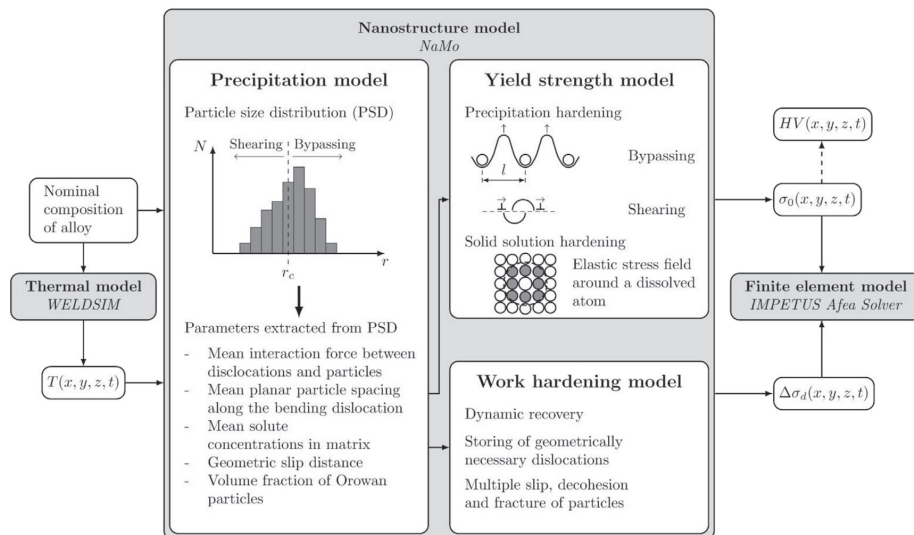 Nanostructure model
NaMo
Precipitation model
Particle size distribution (PSD)
N
Shearing
Bypassing
r
r_c
Parameters extracted from PSD
- Mean interaction force between
disclocations and particles
- Mean planar particle spacing
along the bending dislocation
- Mean solute
concentrations in matrix
- Geometric slip distance
- Volume fraction of Orowan
particles
Nominal
composition
of alloy
Thermal model
WELDSIM
T(x, y, z, t)
Yield strength model
Precipitation hardening
l
Bypassing
Shearing
Solid solution hardening
Elastic stress field
around a dissolved
atom
Work hardening model
Dynamic recovery
Storing of geometrically
necessary dislocations
Multiple slip, decohesion
and fracture of particles
HV(x, y, z, t)
σ₀(x, y, z, t)
Finite element model
IMPETUS Afea Solver
Δσ_d(x, y, z, t)